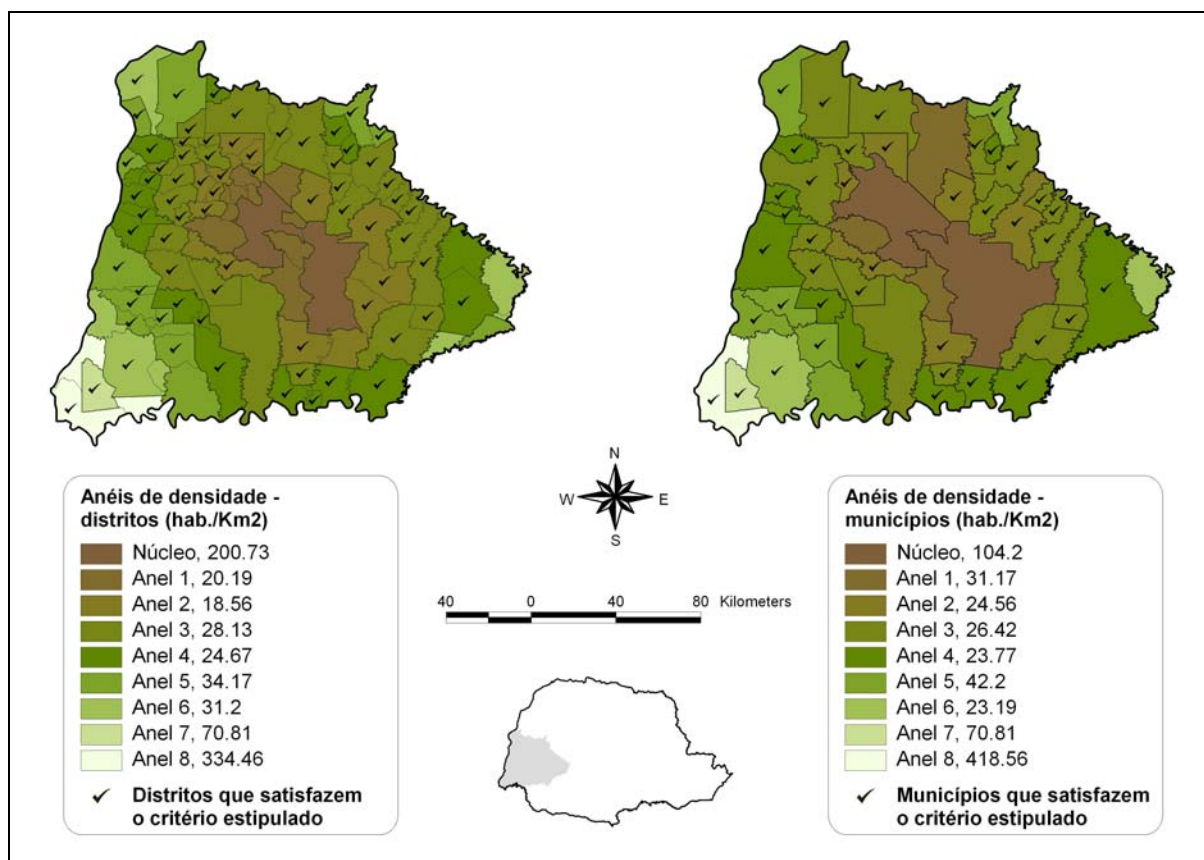 Anéis de densidade -
distritos (hab./Km2)
Núcleo, 200.73
Anel 1, 20.19
Anel 2, 18.56
Anel 3, 28.13
Anel 4, 24.67
Anel 5, 34.17
Anel 6, 31.2
Anel 7, 70.81
Anel 8, 334.46
Distritos que satisfazem
o critério estipulado
N
W
E
S
40
0
40
80
Kilometers
Anéis de densidade -
municípios (hab./Km2)
Núcleo, 104.2
Anel 1, 31.17
Anel 2, 24.56
Anel 3, 26.42
Anel 4, 23.77
Anel 5, 42.2
Anel 6, 23.19
Anel 7, 70.81
Anel 8, 418.56
Municípios que satisfazem
o critério estipulado